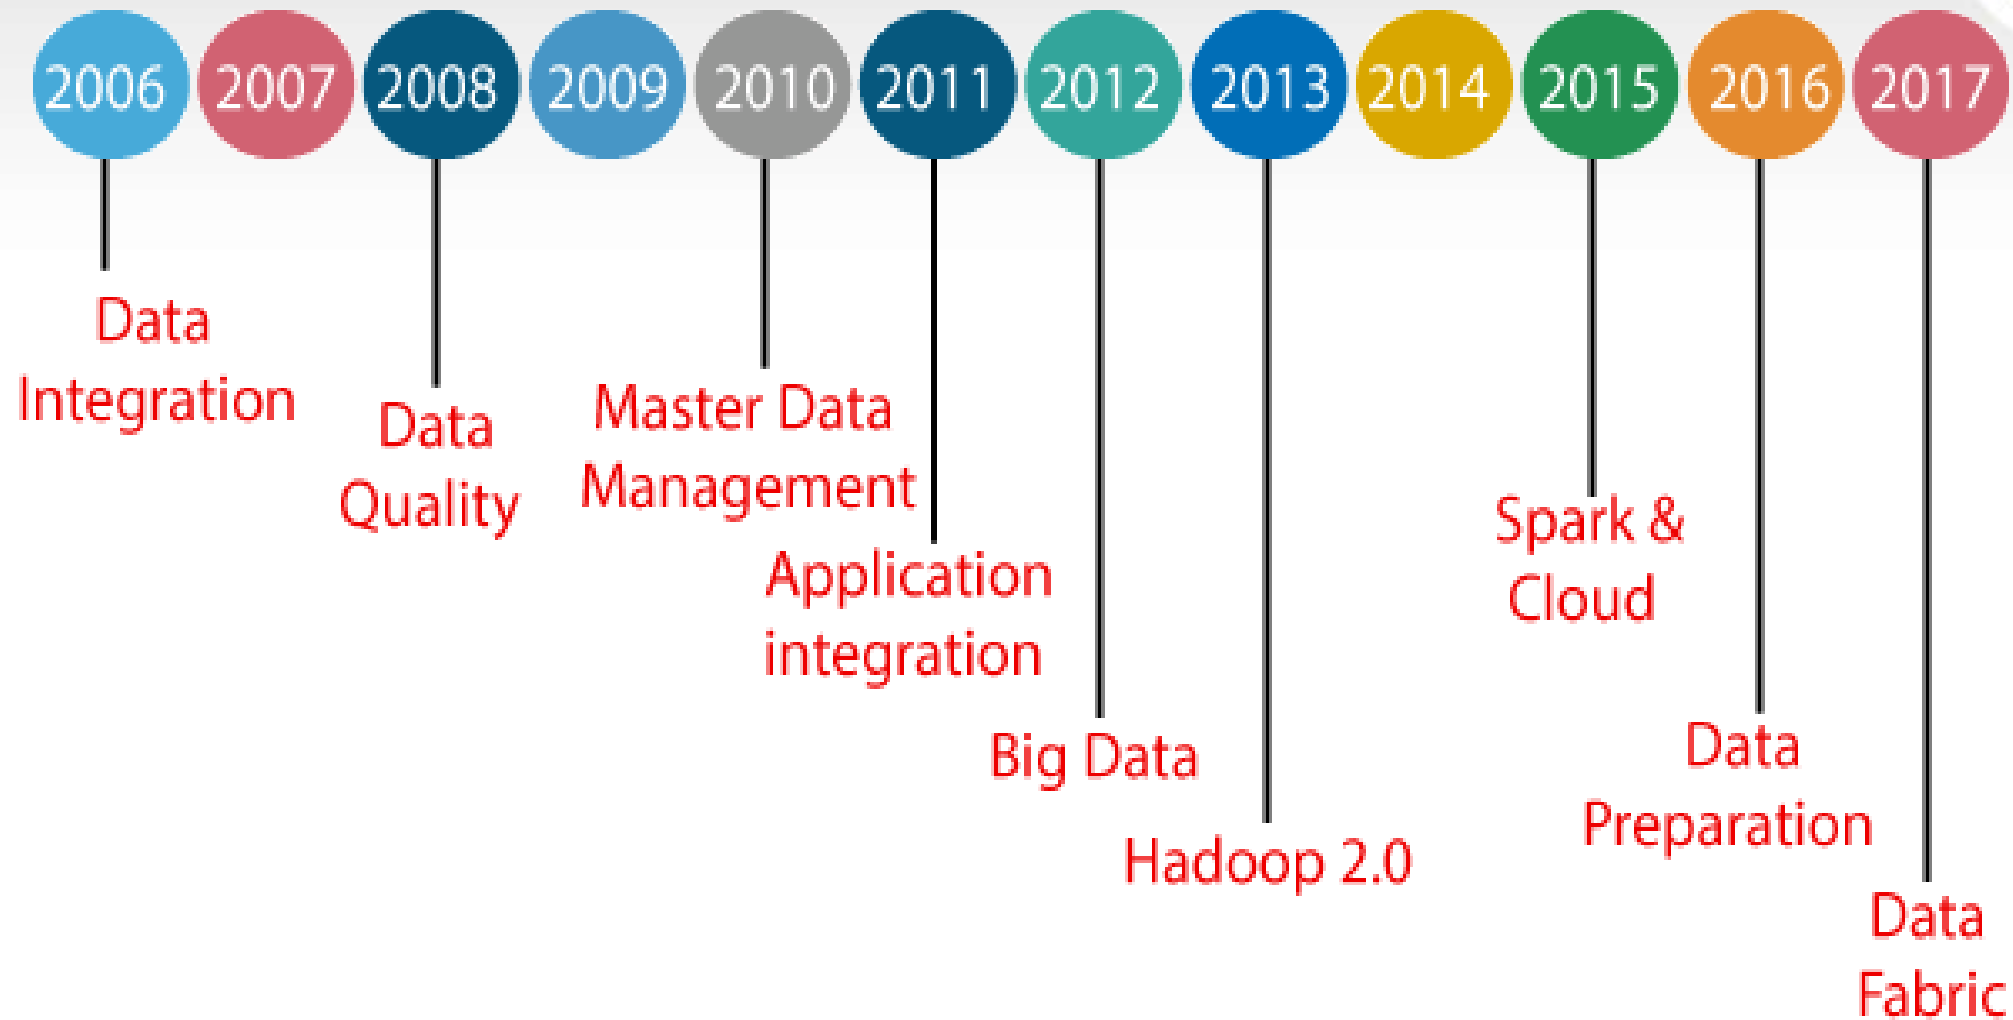 2006 2007 2008 2009 2010 2011 2012 2013 2014 2015 2016 2017
Data
Integration
Data
Quality
Master Data
Management
Application
integration
Big Data
Hadoop 2.0
Spark &
Cloud
Data
Preparation
Data
Fabric